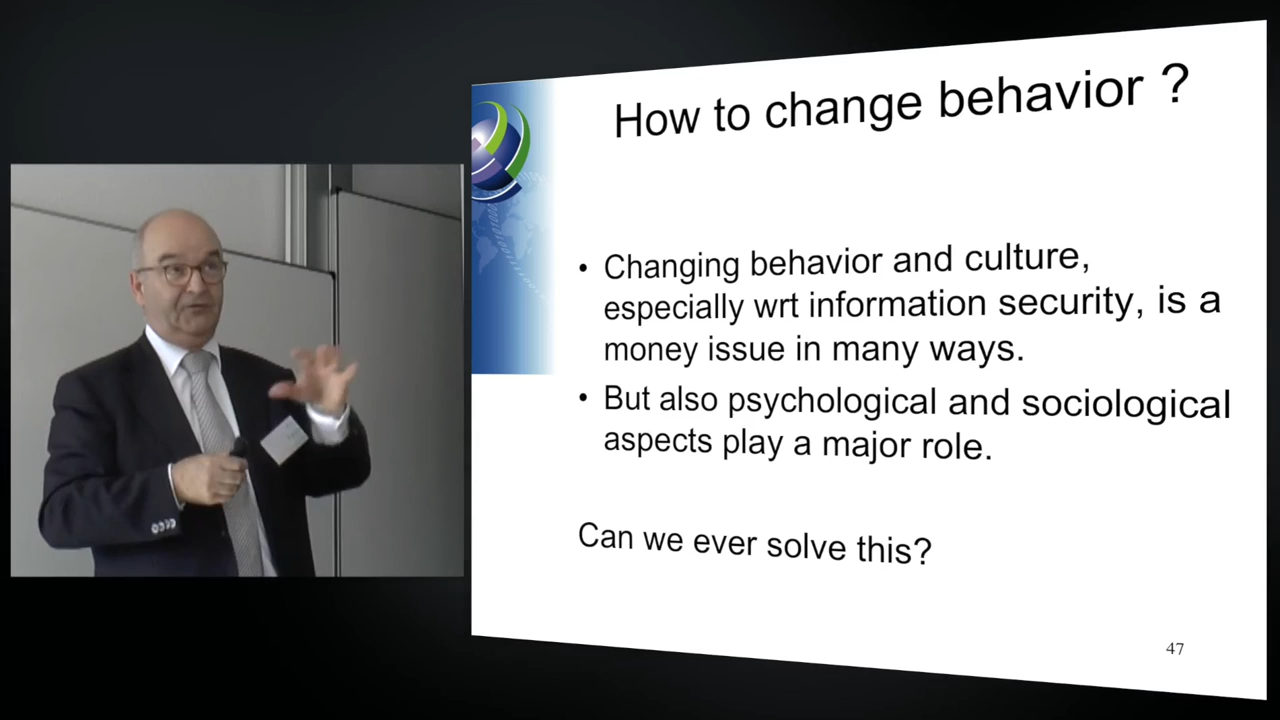 How to change behavior ?
• Changing behavior and culture,
especially wrt information security, is a
money issue in many ways.
• But also psychological and sociological
aspects play a major role.
Can we ever solve this?
47